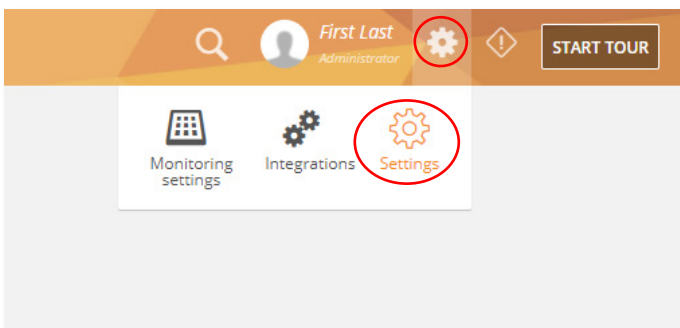 First Last
Administrator
START TOUR
Monitoring
settings
Integrations
Settings